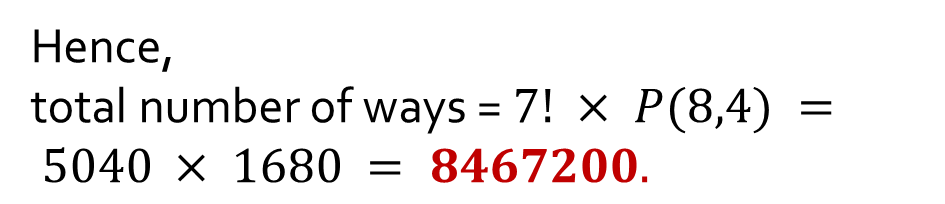 Hence,
total number of ways = 7! × P(8,4) =
5040 × 1680 = 8467200.